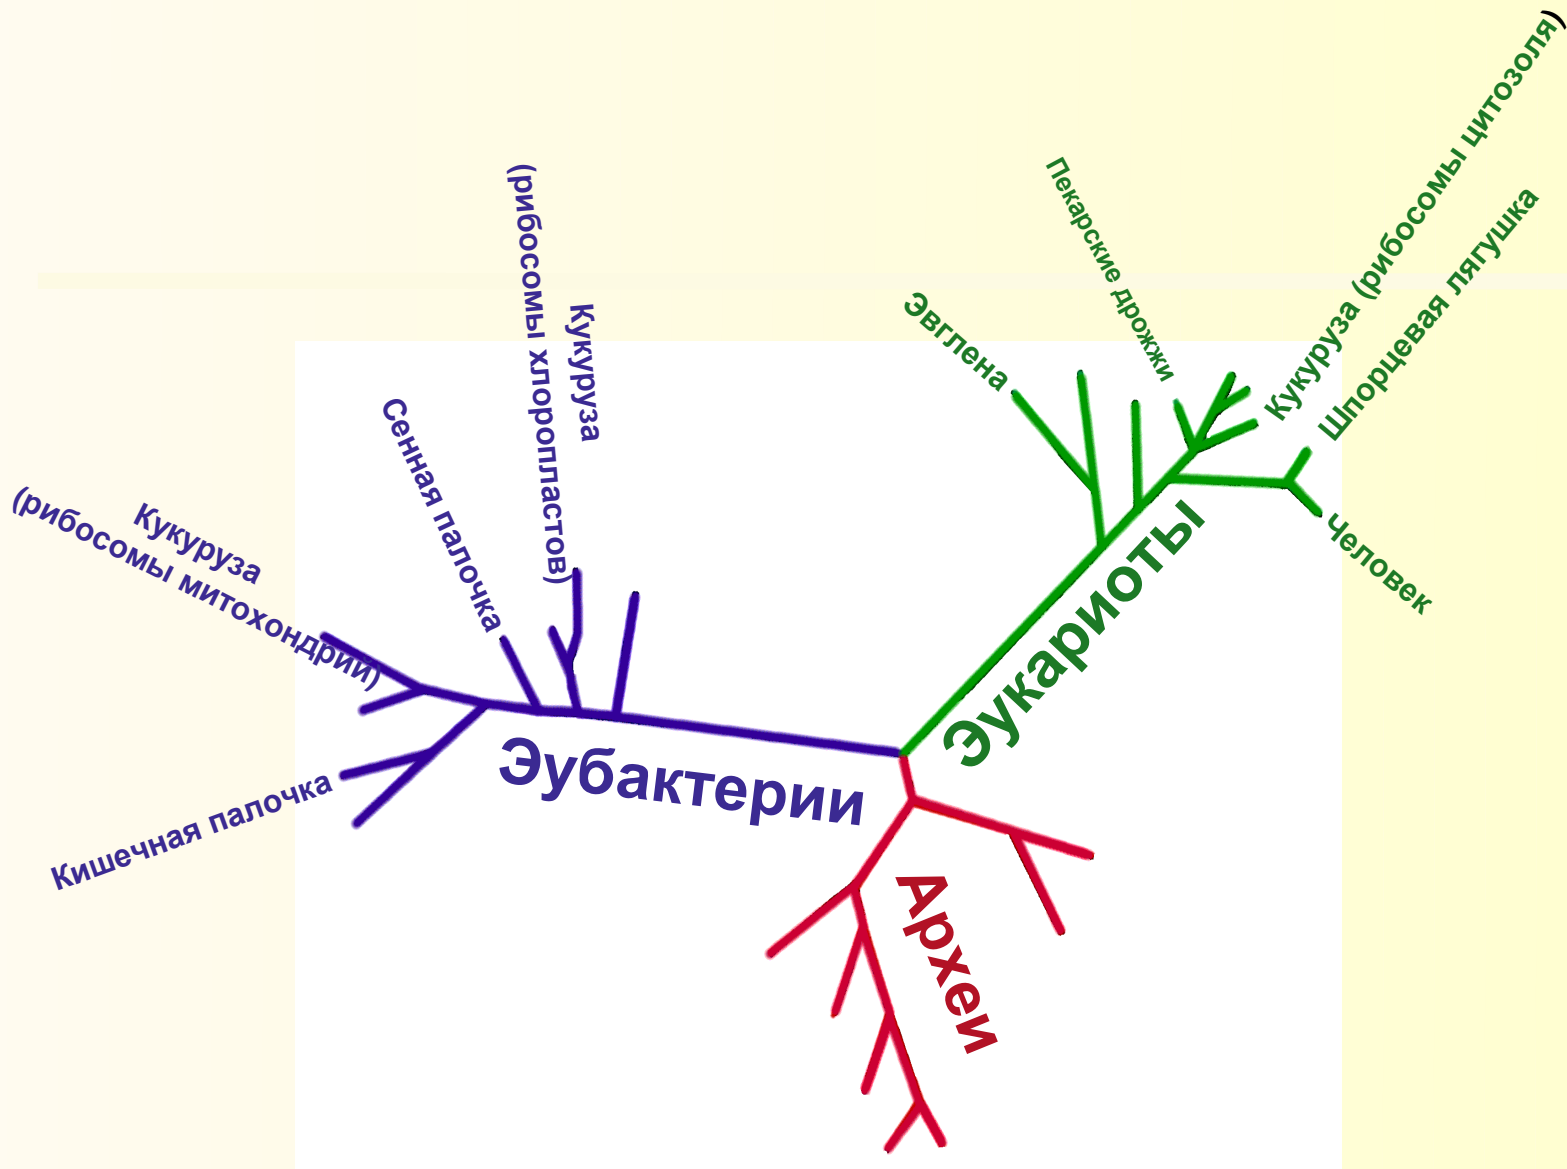 Кукуруза
(рибосомы митохондрий)
Сенная палочка
Кукуруза
(рибосомы хлоропластов)
Кишечная палочка
Эубактерии
Эвглена
Пекарские дрожжи
Кукуруза (рибосомы цитозоля)
Шпорцевая лягушка
Человек
Эукариоты
Археи